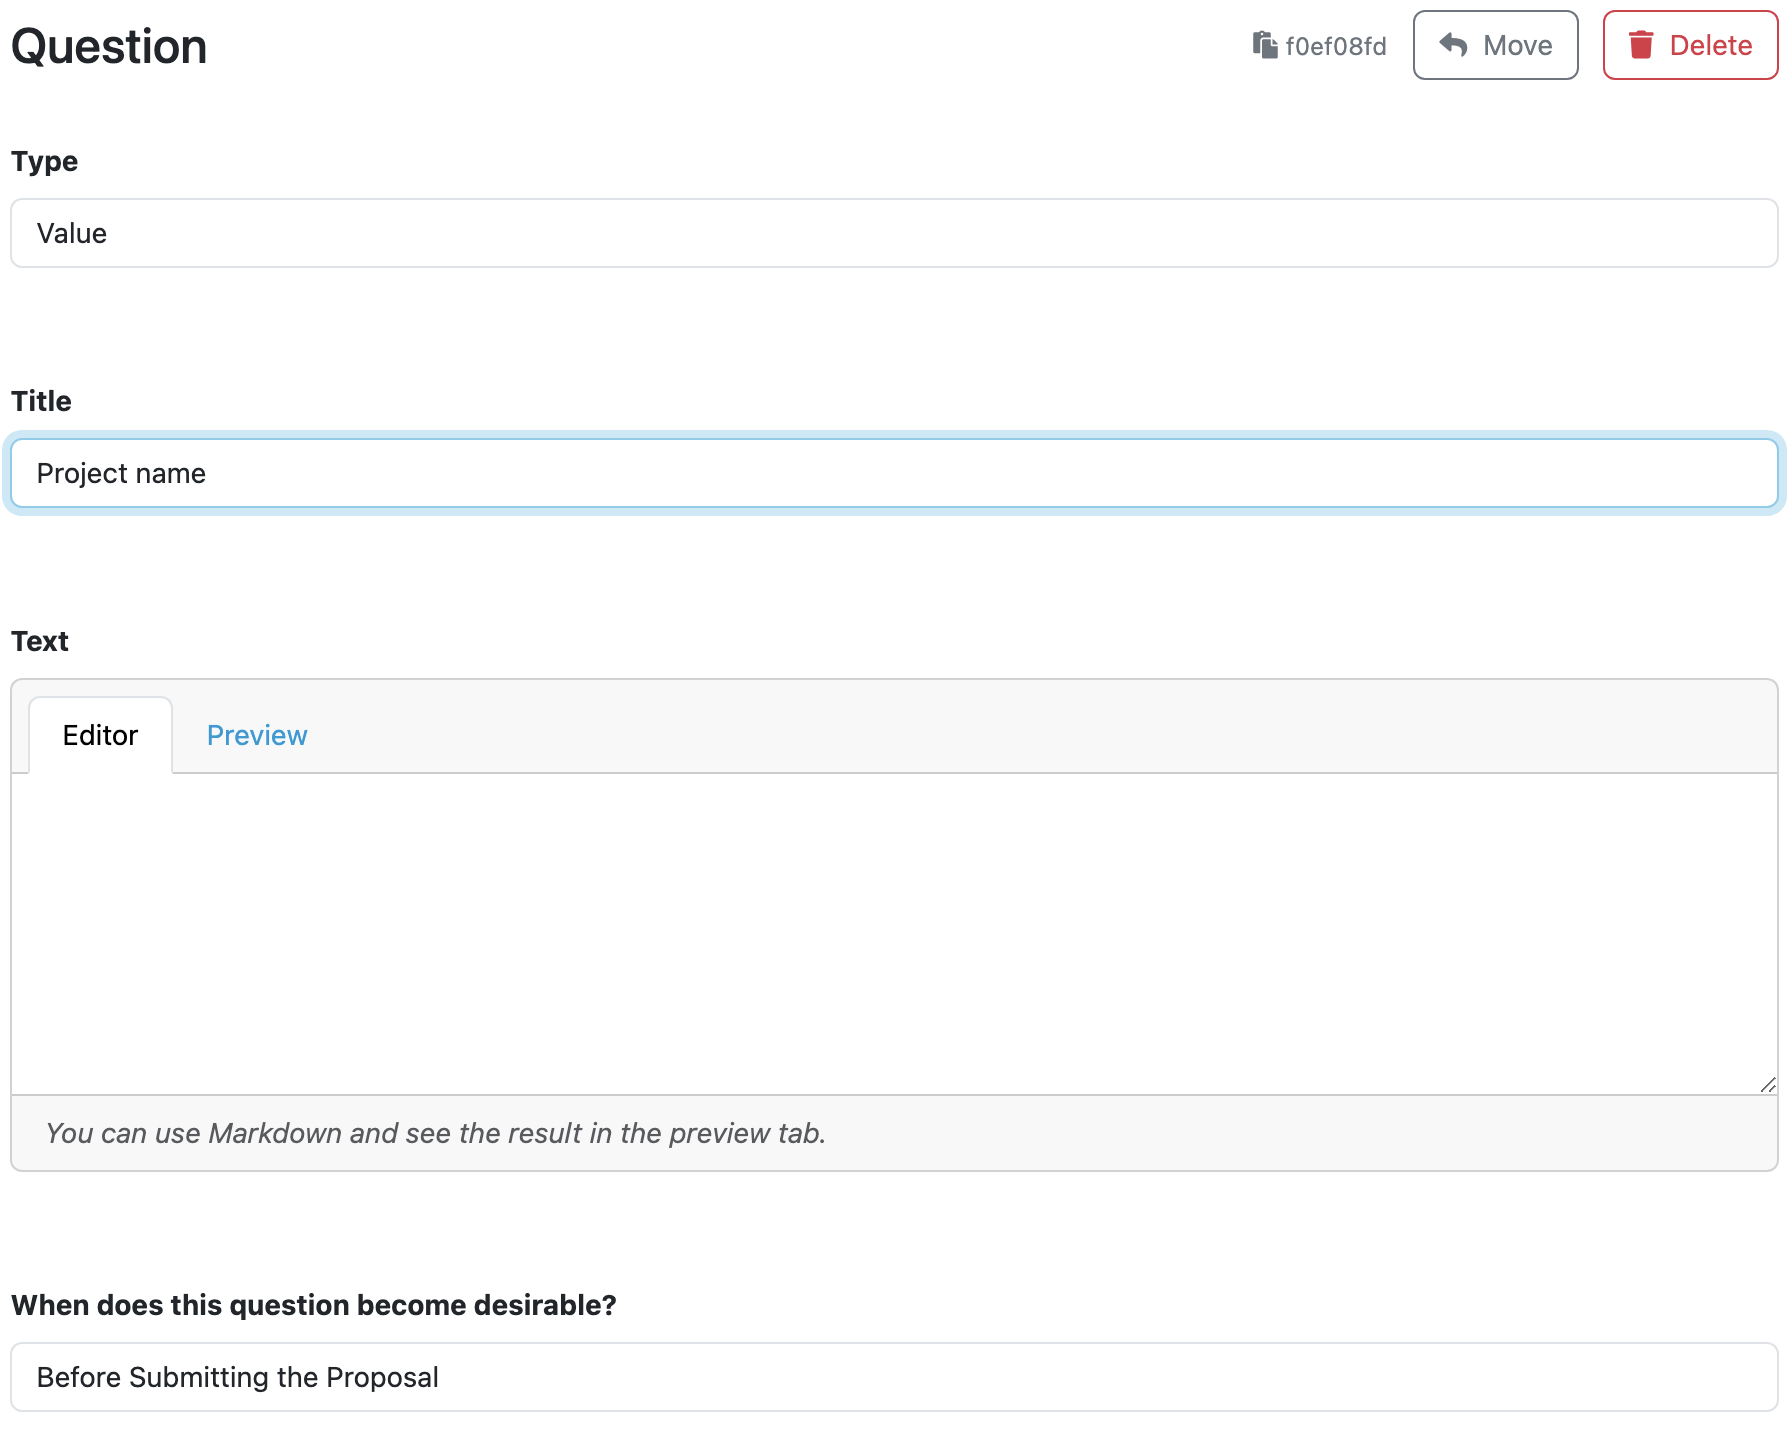 Question
f0ef08fd
Move
Delete
Type
Value
Title
Project name
Text
Editor
Preview
You can use Markdown and see the result in the preview tab.
When does this question become desirable?
Before Submitting the Proposal